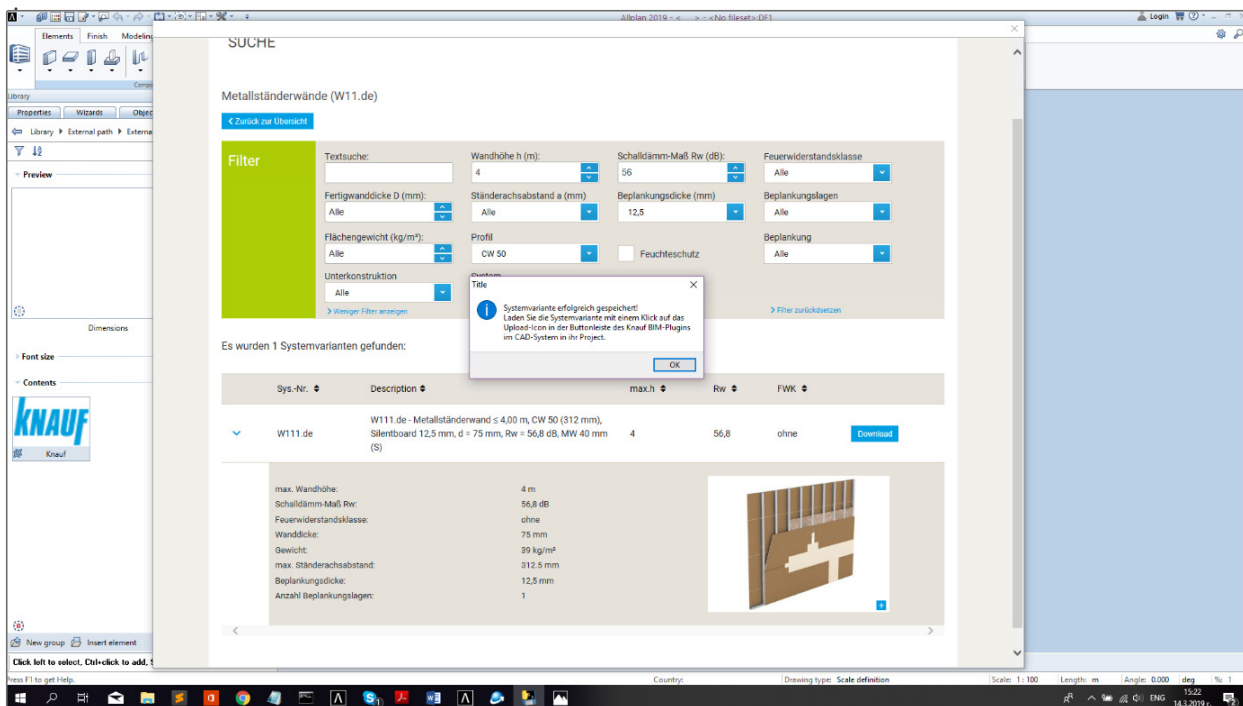 Allplan 2019 - < > - <No fileset>:DF1
Login
Elements Finish Modeling
Library
Properties Wizards Objec
Library External path Externa
Preview
Dimensions
Font size
Contents
KNAUF
Knauf
New group Insert element
Click left to select, Ctrl+click to add, S
SUCHE
Metallständerwände (W11.de)
Zurück zur Übersicht
Filter
Textsuche: Wandhöhe h (m): Schalldämm-Maß Rw (dB): Feuerwiderstandsklasse
4 56 Alle
Fertigwanddicke D (mm): Ständerachsabstand a (mm) Beplankungsdicke (mm) Beplankungslagen
Alle Alle 12,5 Alle
Flächengewicht (kg/m²): Profil Beplankung
Alle CW 50 Feuchteschutz Alle
Unterkonstruktion System
Alle
Weniger Filter anzeigen Filter zurücksetzen
Title
Systemvariante erfolgreich gespeichert!
Laden Sie die Systemvariante mit einem Klick auf das
Upload-Icon in der Buttonleiste des Knauf BIM-Plugins
im CAD-System in ihr Project.
OK
Es wurden 1 Systemvarianten gefunden:
Sys.-Nr. Description max.h Rw FWK
W111.de - Metallständerwand ≤ 4,00 m, CW 50 (312 mm),
W111.de Silentboard 12,5 mm, d = 75 mm, Rw = 56,8 dB, MW 40 mm 4 56,8 ohne Download
(S)
max. Wandhöhe: 4 m
Schalldämm-Maß Rw: 56,8 dB
Feuerwiderstandsklasse: ohne
Wanddicke: 75 mm
Gewicht: 39 kg/m²
max. Ständerachsabstand: 312.5 mm
Beplankungsdicke: 12,5 mm
Anzahl Beplankungslagen: 1
Press F1 to get Help. Country: Drawing type: Scale definition Scale: 1 : 100 Length: m Angle: 0.000 deg %: 1
ENG 15:22
14.3.2019 г.